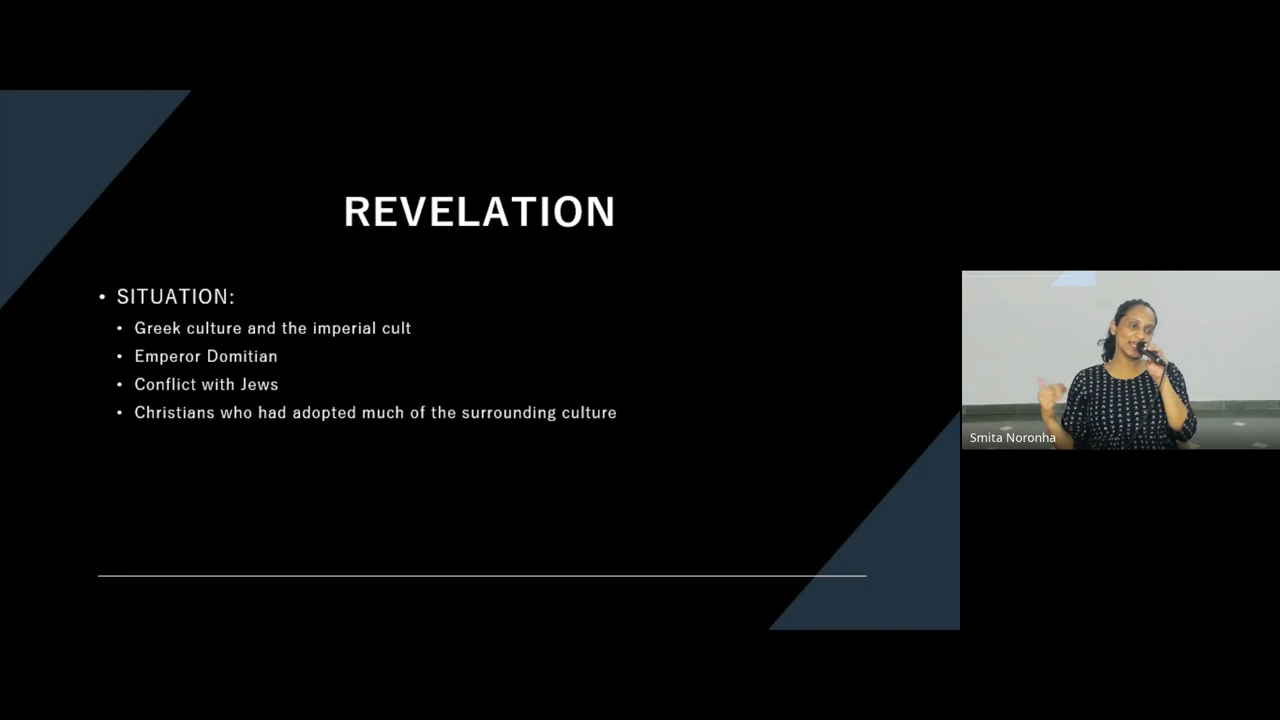 REVELATION
• SITUATION:
• Greek culture and the imperial cult
• Emperor Domitian
• Conflict with Jews
• Christians who had adopted much of the surrounding culture
Smita Noronha